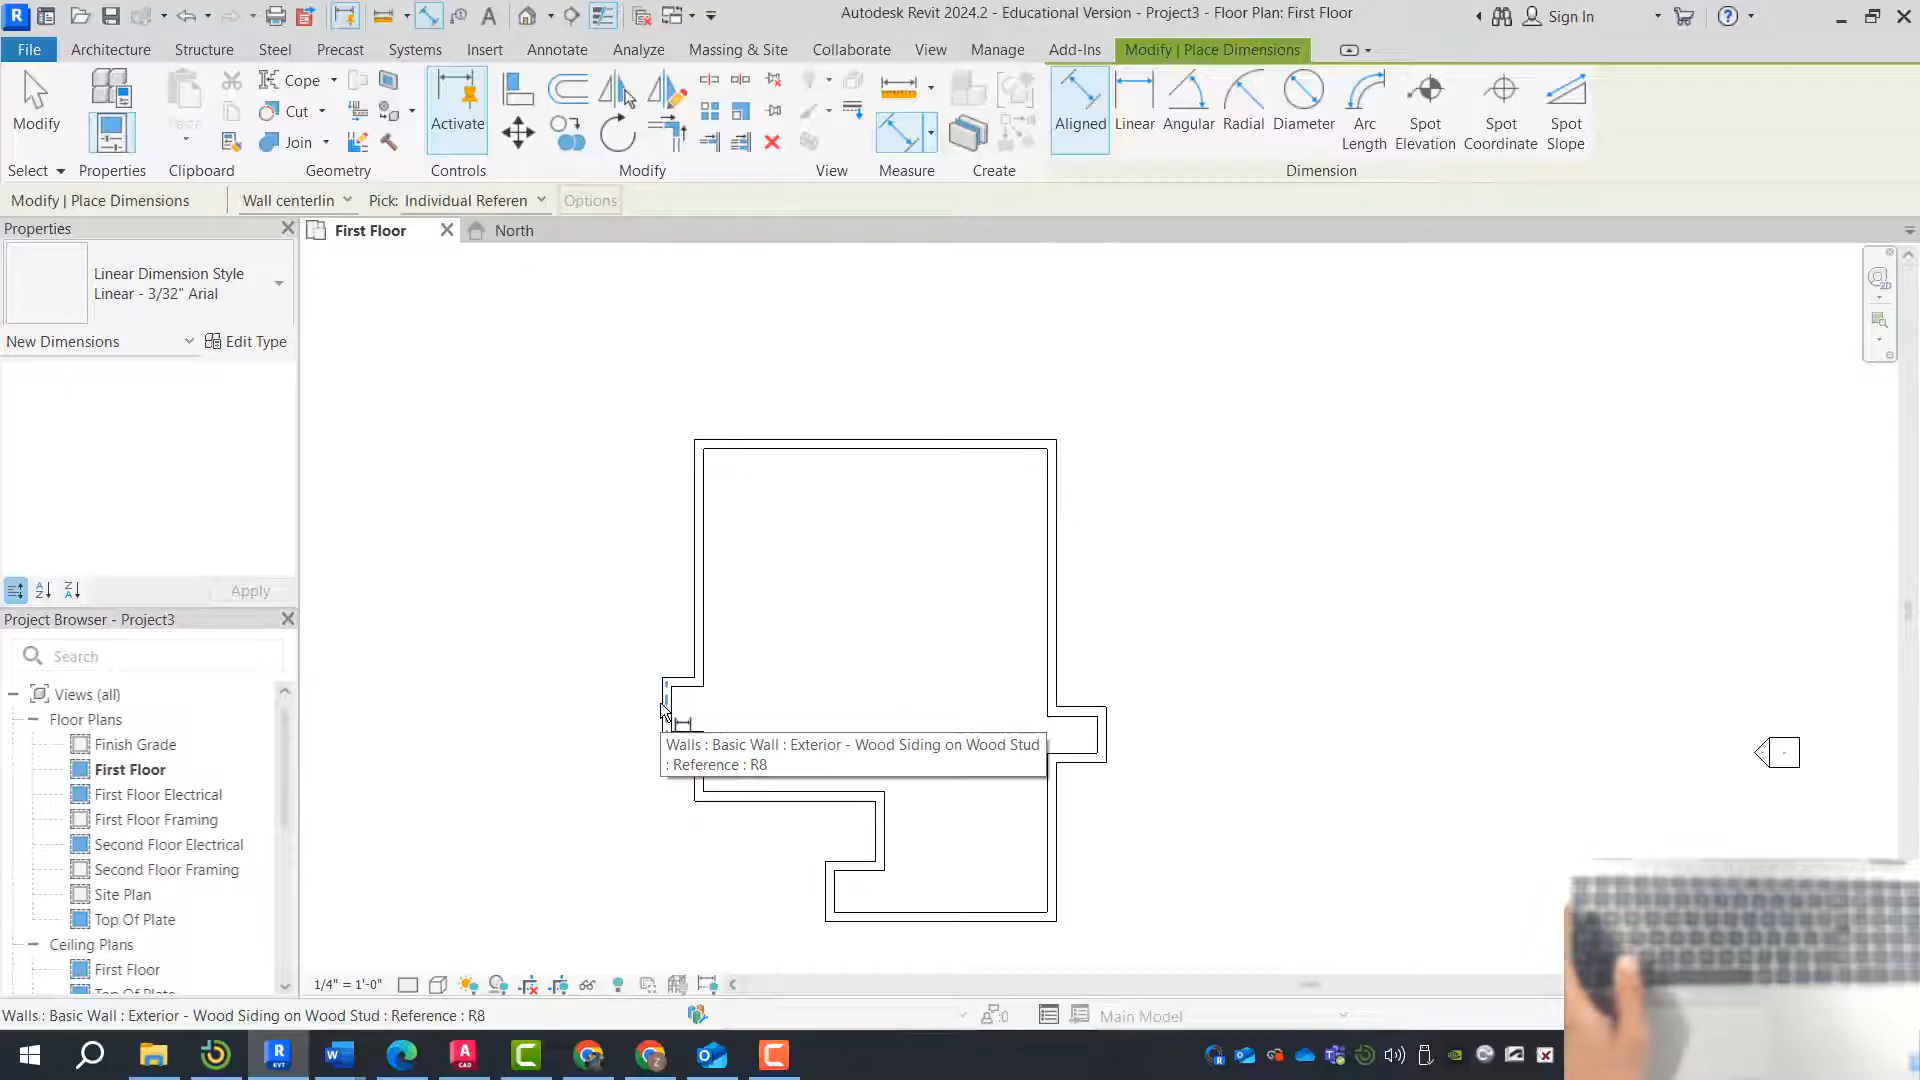 Autodesk Revit 2024.2 - Educational Version - Project3 - Floor Plan: First Floor
Sign In
File Architecture Structure Steel Precast Systems Insert Annotate Analyze Massing & Site Collaborate View Manage Add-Ins Modify | Place Dimensions
Modify
Paste
Cope
Cut
Join
Activate
Aligned
Linear
Angular
Radial
Diameter
Arc Length
Spot Elevation
Spot Coordinate
Spot Slope
Select Properties Clipboard Geometry Controls Modify View Measure Create Dimension
Modify | Place Dimensions Wall centerlin Pick: Individual Referen Options
Properties
First Floor
North
Linear Dimension Style
Linear - 3/32" Arial
New Dimensions Edit Type
Apply
Project Browser - Project3
Search
Views (all)
Floor Plans
Finish Grade
First Floor
First Floor Electrical
First Floor Framing
Second Floor Electrical
Second Floor Framing
Site Plan
Top Of Plate
Ceiling Plans
First Floor
Walls : Basic Wall : Exterior - Wood Siding on Wood Stud
: Reference : R8
2D
1/4" = 1'-0"
Walls : Basic Wall : Exterior - Wood Siding on Wood Stud : Reference : R8
:0
Main Model